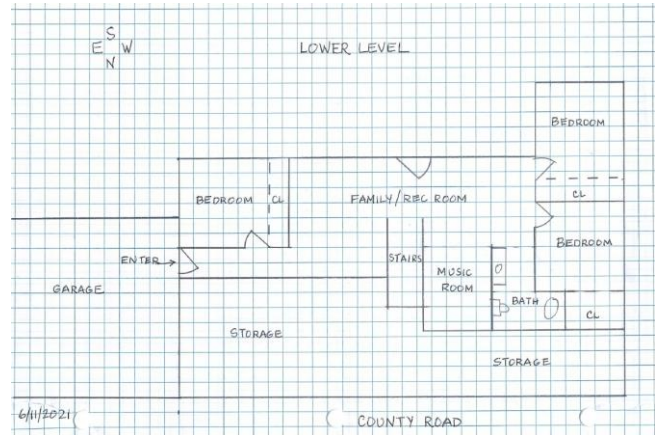 S
E W
N
LOWER LEVEL
BEDROOM
BEDROOM
CL
FAMILY/REC ROOM
CL
BEDROOM
ENTER
STAIRS
MUSIC
ROOM
GARAGE
BATH
CL
STORAGE
STORAGE
6/11/2021
COUNTY ROAD